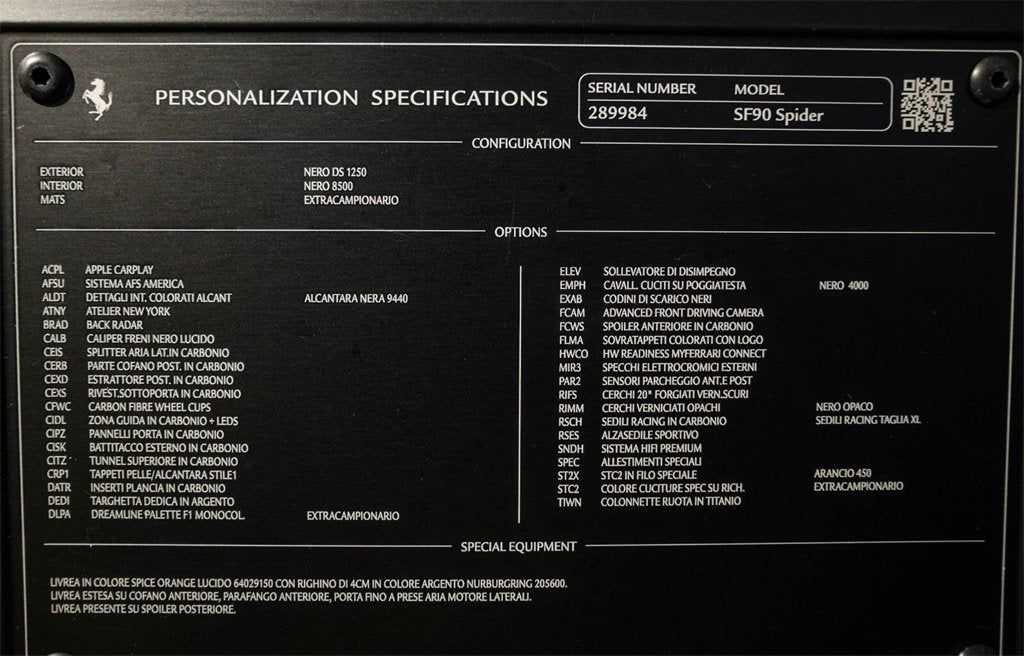 PERSONALIZATION SPECIFICATIONS
SERIAL NUMBER MODEL
289984 SF90 Spider
CONFIGURATION
EXTERIOR NERO DS 1250
INTERIOR NERO 8500
MATS EXTRACAMPIONARIO
OPTIONS
ACPL APPLE CARPLAY
AFSU SISTEMA AFS AMERICA
ALDT DETTAGLI INT. COLORATI ALCANT ALCANTARA NERA 9440
ATNY ATELIER NEW YORK
BRAD BACK RADAR
CALB CALIPER FRENI NERO LUCIDO
CEIS SPLITTER ARIA LAT.IN CARBONIO
CERB PARTE COFANO POST. IN CARBONIO
CEXD ESTRATTORE POST. IN CARBONIO
CEXS RIVEST.SOTTOPORTA IN CARBONIO
CFWC CARBON FIBRE WHEEL CUPS
CIDL ZONA GUIDA IN CARBONIO + LEDS
CIPZ PANNELLI PORTA IN CARBONIO
CISK BATTITACCO ESTERNO IN CARBONIO
CITZ TUNNEL SUPERIORE IN CARBONIO
CRP1 TAPPETI PELLE/ALCANTARA STILE1
DATR INSERTI PLANCIA IN CARBONIO
DEDI TARGHETTA DEDICA IN ARGENTO
DLPA DREAMLINE PALETTE F1 MONOCOL. EXTRACAMPIONARIO
ELEV SOLLEVATORE DI DISIMPEGNO
EMPH CAVALL. CUCITI SU POGGIATESTA NERO 4000
EXAB CODINI DI SCARICO NERI
FCAM ADVANCED FRONT DRIVING CAMERA
FCWS SPOILER ANTERIORE IN CARBONIO
FLMA SOVRATAPPETI COLORATI CON LOGO
HWCO HW READINESS MYFERRARI CONNECT
MIR3 SPECCHI ELETTROCROMICI ESTERNI
PAR2 SENSORI PARCHEGGIO ANT.E POST
RIFS CERCHI 20" FORGIATI VERN.SCURI
RIMM CERCHI VERNICIATI OPACHI NERO OPACO
RSCH SEDILI RACING IN CARBONIO SEDILI RACING TAGLIA XL
RSES ALZASEDILE SPORTIVO
SNDH SISTEMA HIFI PREMIUM
SPEC ALLESTIMENTI SPECIALI
ST2X STC2 IN FILO SPECIALE ARANCIO 450
STC2 COLORE CUCITURE SPEC SU RICH. EXTRACAMPIONARIO
TIWN COLONNETTE RUOTA IN TITANIO
SPECIAL EQUIPMENT
LIVREA IN COLORE SPICE ORANGE LUCIDO 64029150 CON RIGHINO DI 4CM IN COLORE ARGENTO NURBURGRING 205600.
LIVREA ESTESA SU COFANO ANTERIORE, PARAFANGO ANTERIORE, PORTA FINO A PRESE ARIA MOTORE LATERALI.
LIVREA PRESENTE SU SPOILER POSTERIORE.